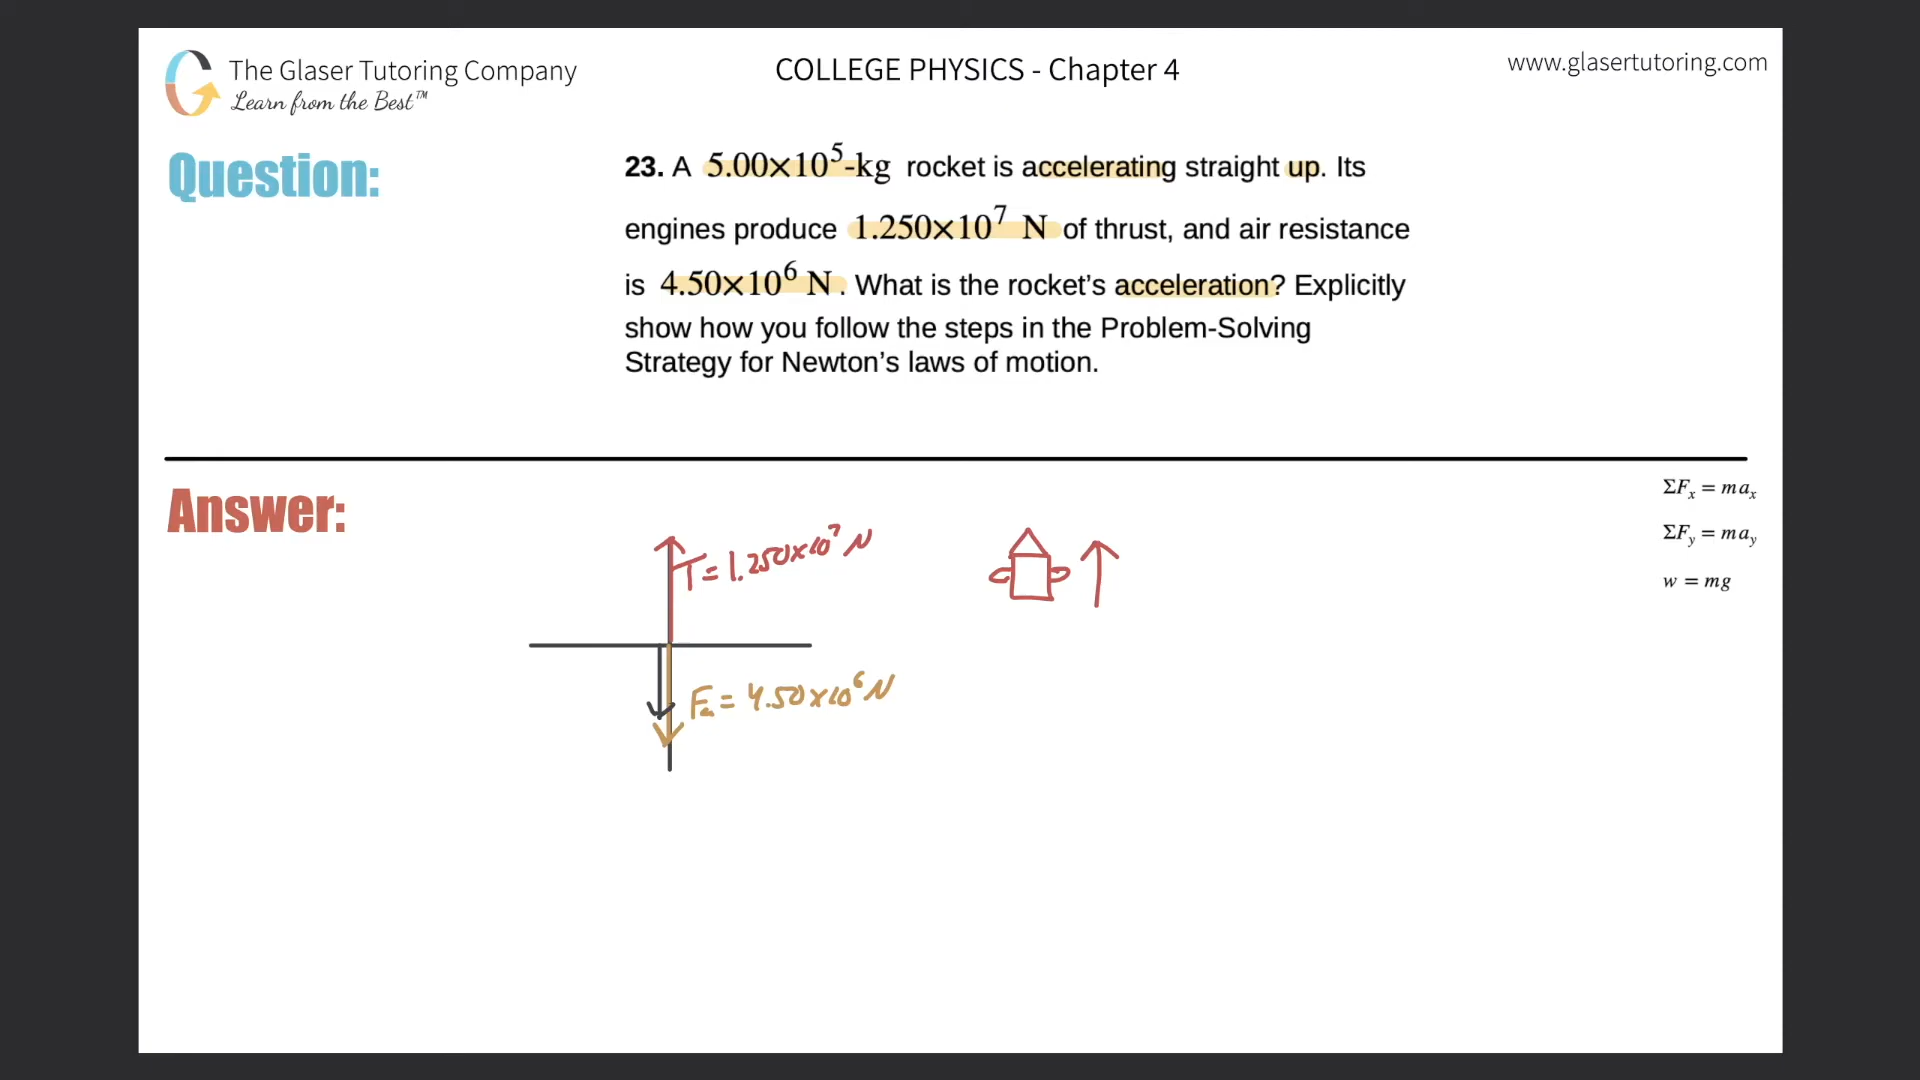 The Glaser Tutoring Company
Learn from the Best™
COLLEGE PHYSICS - Chapter 4
www.glasertutoring.com
Question:
23. A 5.00×10⁵-kg rocket is accelerating straight up. Its
engines produce 1.250×10⁷ N of thrust, and air resistance
is 4.50×10⁶ N. What is the rocket's acceleration? Explicitly
show how you follow the steps in the Problem-Solving
Strategy for Newton's laws of motion.
Answer:
ΣFₓ = maₓ
ΣF_y = ma_y
w = mg
T = 1.250×10⁷ N
Fₐ = 4.50×10⁶ N